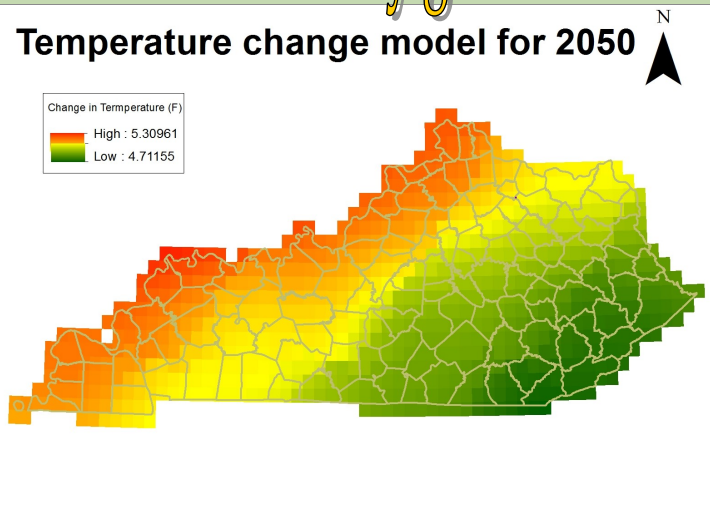 Temperature change model for 2050
N
Change in Termperature (F)
High : 5.30961
Low : 4.71155